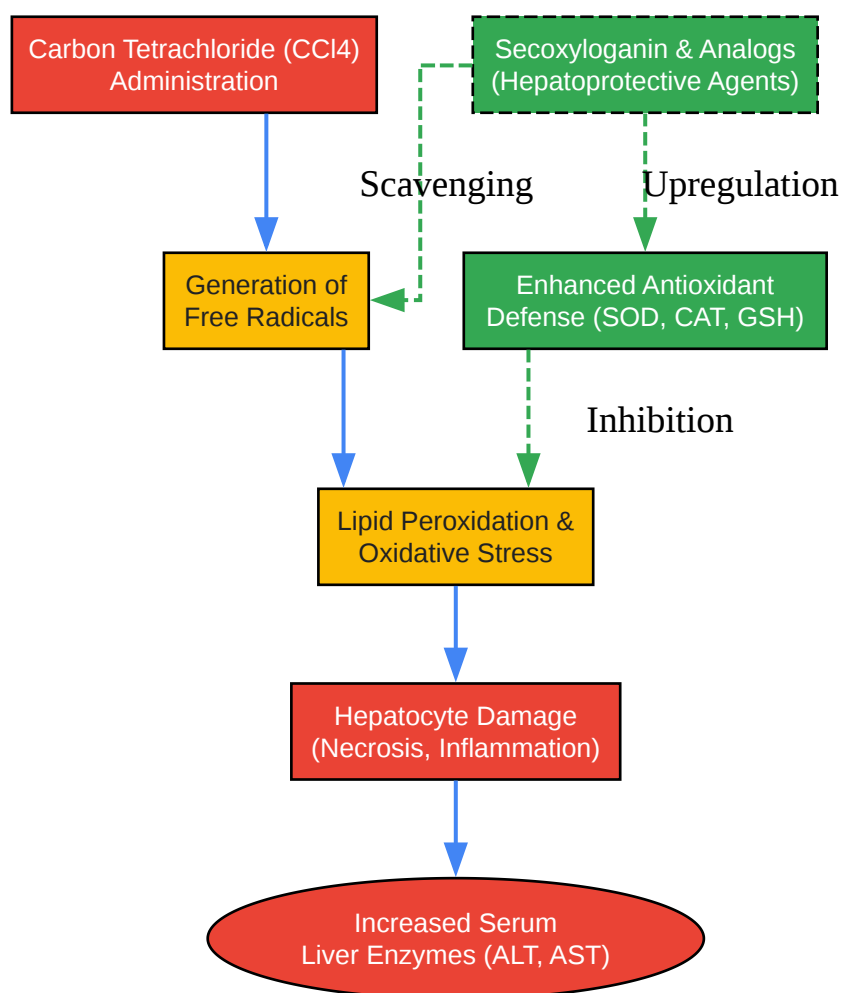 Carbon Tetrachloride (CCl4)
Administration
Secoxyloganin & Analogs
(Hepatoprotective Agents)
Scavenging
Upregulation
Generation of
Free Radicals
Enhanced Antioxidant
Defense (SOD, CAT, GSH)
Inhibition
Lipid Peroxidation &
Oxidative Stress
Hepatocyte Damage
(Necrosis, Inflammation)
Increased Serum
Liver Enzymes (ALT, AST)